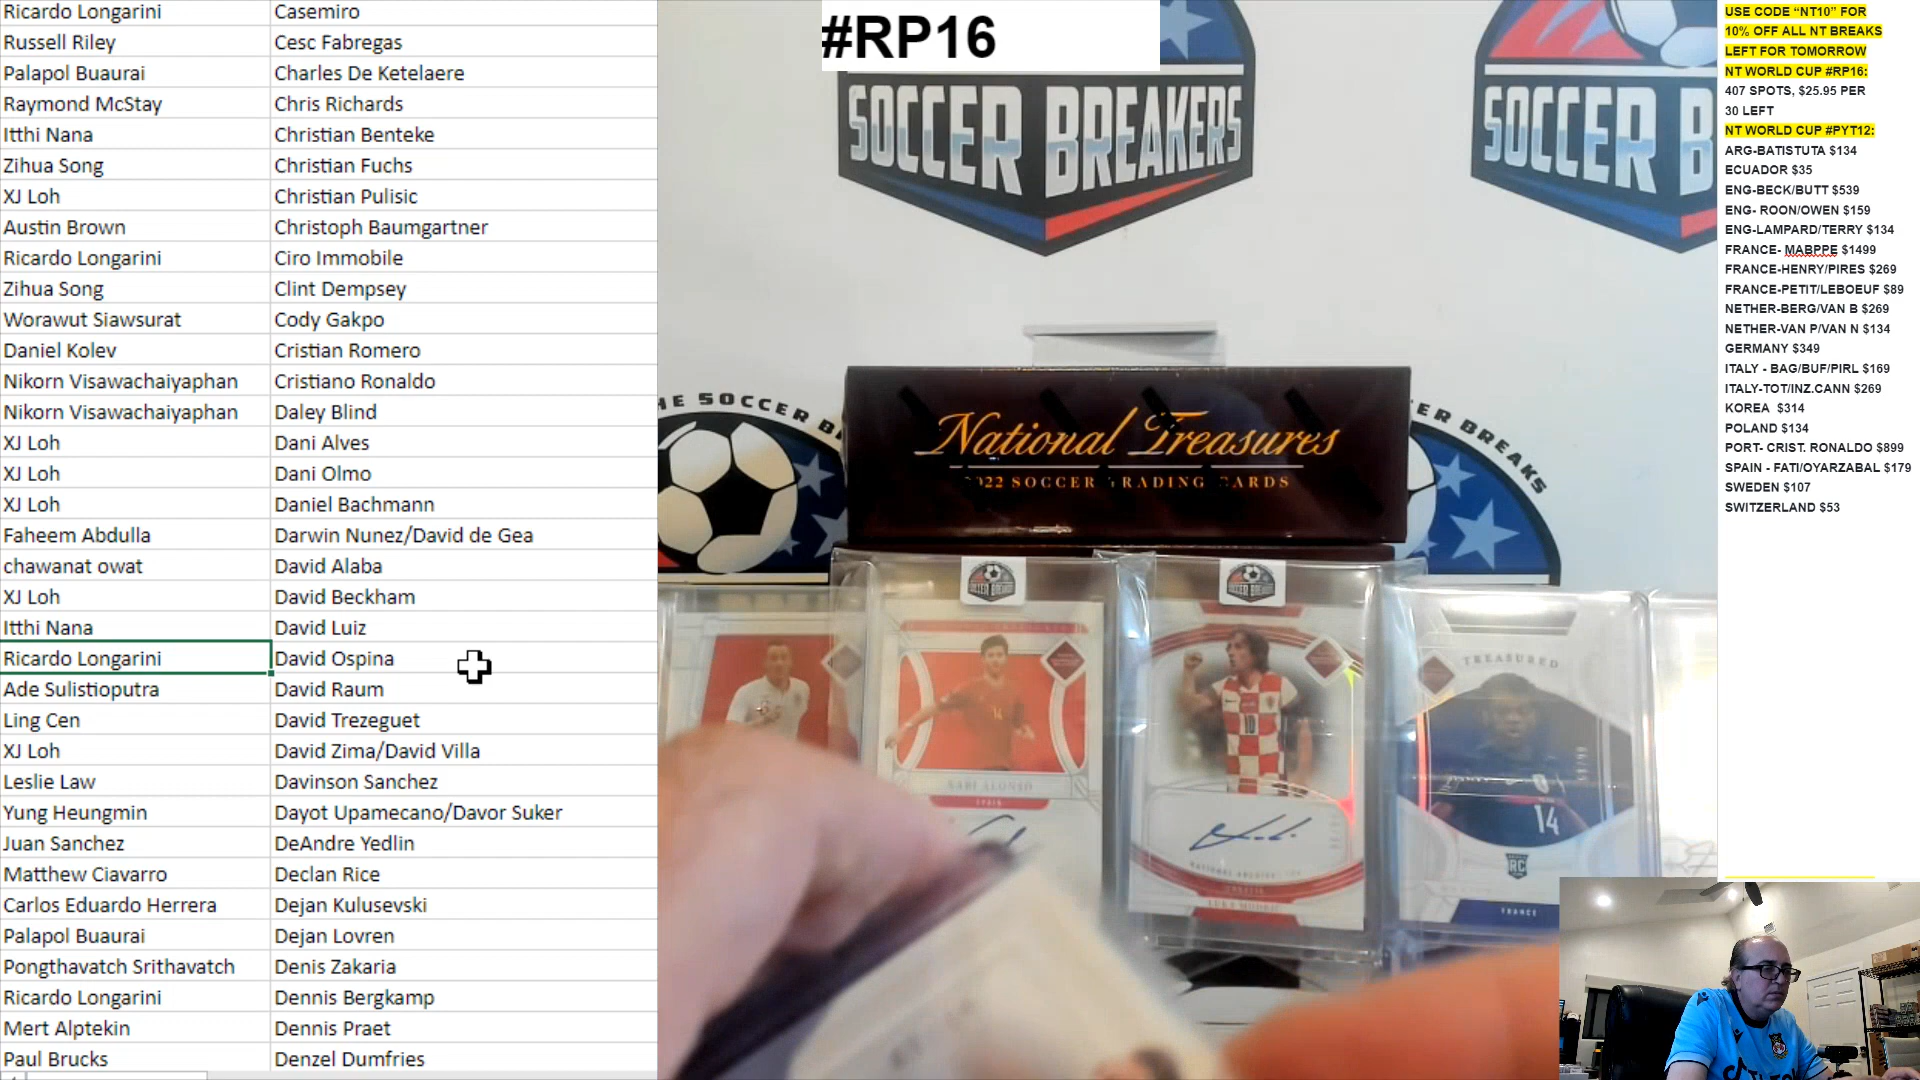 Ricardo Longarini Casemiro
Russell Riley Cesc Fabregas
Palapol Buaurai Charles De Ketelaere
Raymond McStay Chris Richards
Itthi Nana Christian Benteke
Zihua Song Christian Fuchs
XJ Loh Christian Pulisic
Austin Brown Christoph Baumgartner
Ricardo Longarini Ciro Immobile
Zihua Song Clint Dempsey
Worawut Siawsurat Cody Gakpo
Daniel Kolev Cristian Romero
Nikorn Visawachaiyaphan Cristiano Ronaldo
Nikorn Visawachaiyaphan Daley Blind
XJ Loh Dani Alves
XJ Loh Dani Olmo
XJ Loh Daniel Bachmann
Faheem Abdulla Darwin Nunez/David de Gea
chawanat owat David Alaba
XJ Loh David Beckham
Itthi Nana David Luiz
Ricardo Longarini David Ospina
Ade Sulistioputra David Raum
Ling Cen David Trezeguet
XJ Loh David Zima/David Villa
Leslie Law Davinson Sanchez
Yung Heungmin Dayot Upamecano/Davor Suker
Juan Sanchez DeAndre Yedlin
Matthew Ciavarro Declan Rice
Carlos Eduardo Herrera Dejan Kulusevski
Palapol Buaurai Dejan Lovren
Pongthavatch Srithavatch Denis Zakaria
Ricardo Longarini Dennis Bergkamp
Mert Alptekin Dennis Praet
Paul Brucks Denzel Dumfries
#RP16
SOCCER BREAKERS
SOCCER B
HE SOCCER B
ER BREAKS
National Treasures
2022 SOCCER TRADING CARDS
XABI ALONSO
SPAIN
10
LUKA MODRIC
TREASURED
14
RC
FRANCE
USE CODE “NT10” FOR
10% OFF ALL NT BREAKS
LEFT FOR TOMORROW
NT WORLD CUP #RP16:
407 SPOTS, $25.95 PER
30 LEFT
NT WORLD CUP #PYT12:
ARG-BATISTUTA $134
ECUADOR $35
ENG-BECK/BUTT $539
ENG- ROON/OWEN $159
ENG-LAMPARD/TERRY $134
FRANCE- MABPPE $1499
FRANCE-HENRY/PIRES $269
FRANCE-PETIT/LEBOEUF $89
NETHER-BERG/VAN B $269
NETHER-VAN P/VAN N $134
GERMANY $349
ITALY - BAG/BUF/PIRL $169
ITALY-TOT/INZ.CANN $269
KOREA $314
POLAND $134
PORT- CRIST. RONALDO $899
SPAIN - FATI/OYARZABAL $179
SWEDEN $107
SWITZERLAND $53